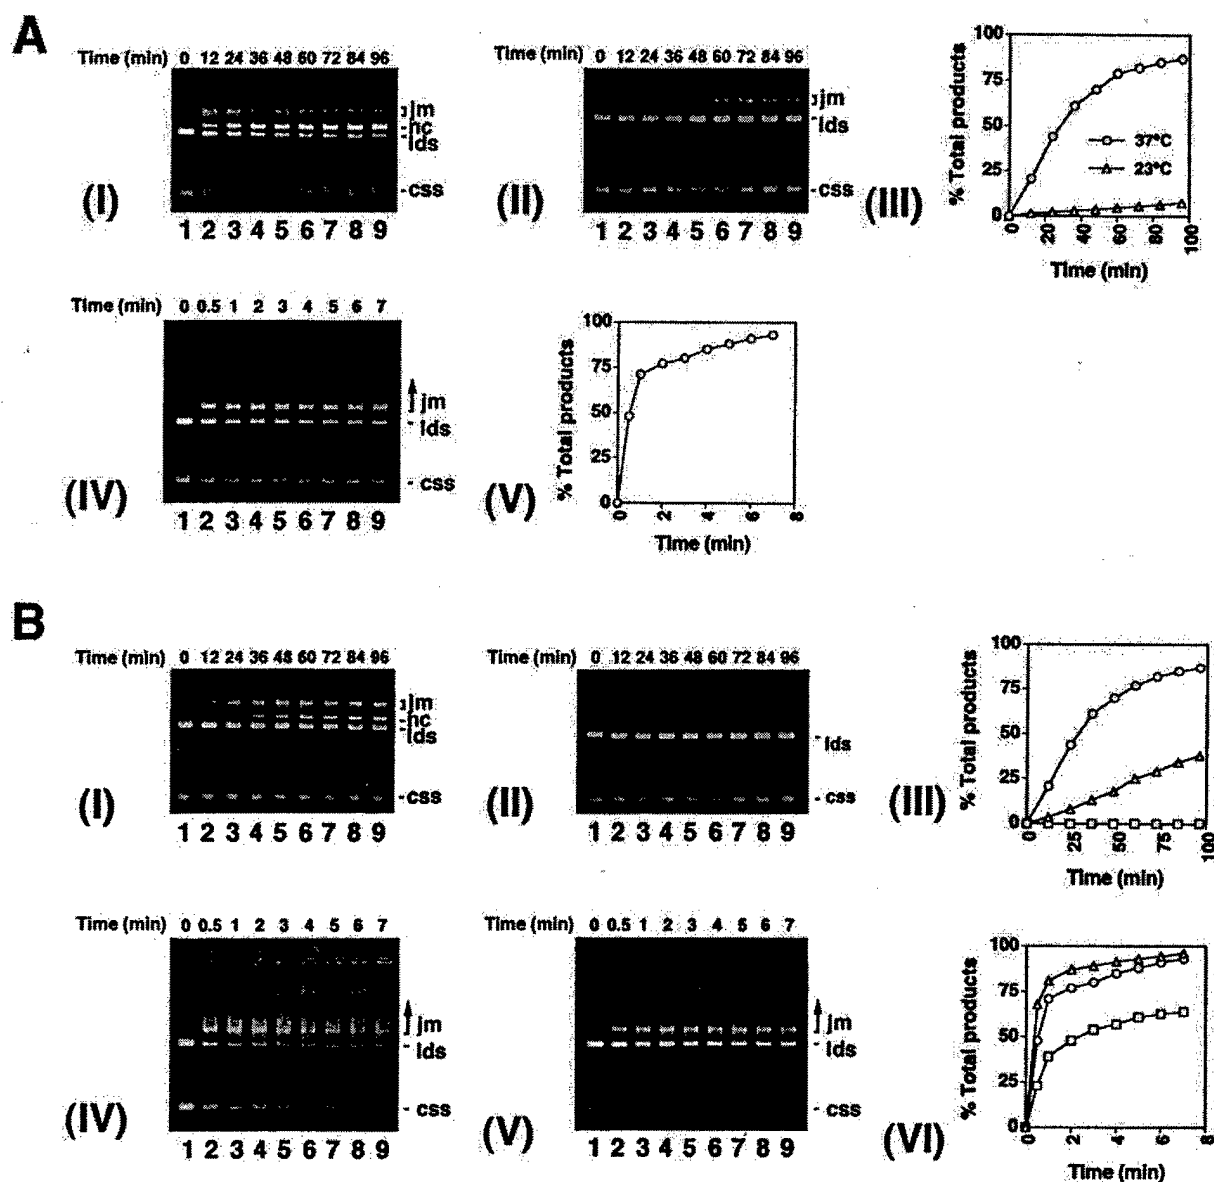 A
Time (min) 0 12 24 36 48 60 72 84 96
jm
nc
lds
css
(I)
1 2 3 4 5 6 7 8 9
Time (min) 0 12 24 36 48 60 72 84 96
jm
lds
css
(II)
1 2 3 4 5 6 7 8 9
100
75
50
25
0
% Total products
37°C
23°C
(III)
0 20 40 60 80 100
Time (min)
Time (min) 0 0.5 1 2 3 4 5 6 7
jm
lds
css
(IV)
1 2 3 4 5 6 7 8 9
100
75
50
25
0
% Total products
(V)
0 2 4 6 8
Time (min)
B
Time (min) 0 12 24 36 48 60 72 84 96
jm
nc
lds
css
(I)
1 2 3 4 5 6 7 8 9
Time (min) 0 12 24 36 48 60 72 84 96
lds
css
(II)
1 2 3 4 5 6 7 8 9
100
75
50
25
0
% Total products
(III)
0 25 50 75 100
Time (min)
Time (min) 0 0.5 1 2 3 4 5 6 7
jm
lds
css
(IV)
1 2 3 4 5 6 7 8 9
Time (min) 0 0.5 1 2 3 4 5 6 7
jm
lds
css
(V)
1 2 3 4 5 6 7 8 9
100
75
50
25
0
% Total products
(VI)
0 2 4 6 8
Time (min)